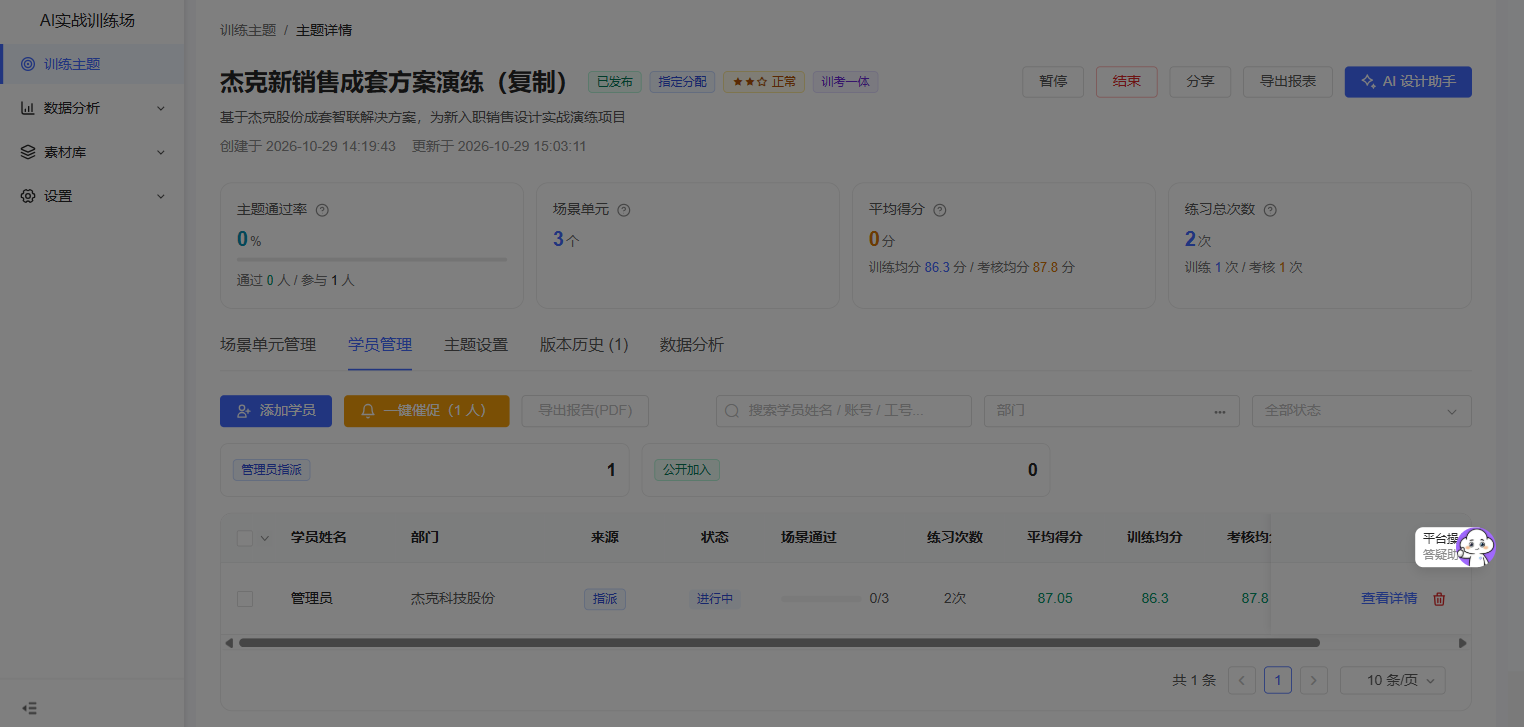 AI实战训练场
训练主题 / 主题详情
训练主题
数据分析
素材库
设置
杰克新销售成套方案演练（复制） 已发布 指定分配 ★★☆ 正常 训考一体 暂停 结束 分享 导出报表 AI 设计助手
基于杰克股份成套智联解决方案，为新入职销售设计实战演练项目
创建于 2026-10-29 14:19:43 更新于 2026-10-29 15:03:11
主题通过率 场景单元 平均得分 练习总次数
0% 3个 0分 2次
训练均分 86.3 分 / 考核均分 87.8 分 训练 1 次 / 考核 1 次
通过 0 人 / 参与 1 人
场景单元管理 学员管理 主题设置 版本历史 (1) 数据分析
添加学员 一键催促（1 人） 导出报告(PDF) 搜索学员姓名 / 账号 / 工号... 部门 ... 全部状态
管理员指派 1 公开加入 0
学员姓名 部门 来源 状态 场景通过 练习次数 平均得分 训练均分 考核均
平台操
答疑助
管理员 杰克科技股份 指派 进行中 0/3 2次 87.05 86.3 87.8 查看详情
共 1 条 1 10 条/页